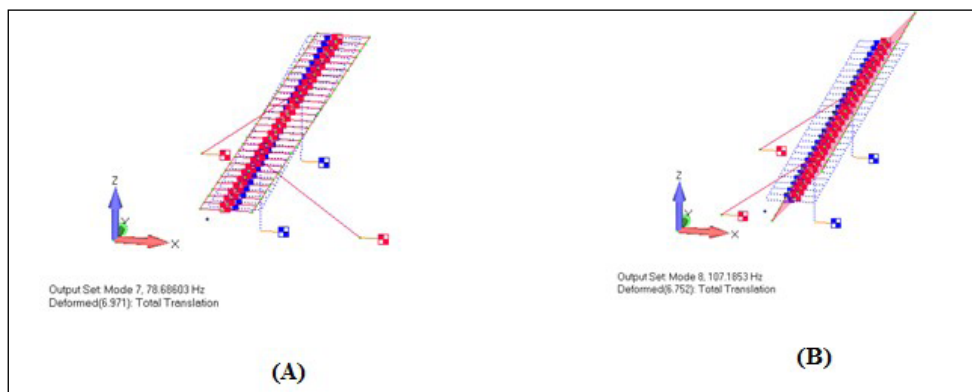 Z
Y
X
Output Set: Mode 7, 78.68603 Hz
Deformed(6.971): Total Translation
(A)
Z
Y
X
Output Set: Mode 8, 107.1853 Hz
Deformed(6.752): Total Translation
(B)